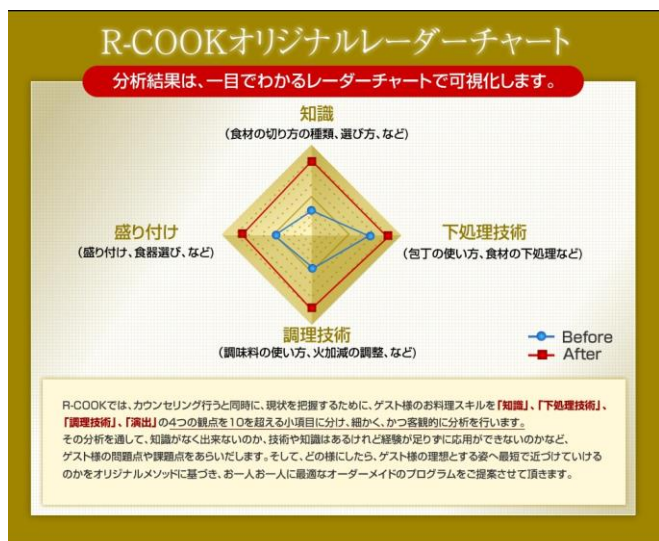 R-COOKオリジナルレーダーチャート
分析結果は、一目でわかるレーダーチャートで可視化します。
知識
(食材の切り方の種類、選び方、など)
盛り付け
(盛り付け、食器選び、など)
下処理技術
(包丁の使い方、食材の下処理など)
調理技術
(調味料の使い方、火加減の調整、など)
Before
After
R-COOKでは、カウンセリング行うと同時に、現状を把握するために、ゲスト様のお料理スキルを「知識」、「下処理技術」、
「調理技術」、「演出」の4つの観点を10を超える小項目に分け、細かく、かつ客観的に分析を行います。
その分析を通して、知識がなく出来ないのか、技術や知識はあるけれど経験が足りずに応用ができないのかなど、
ゲスト様の問題点や課題点をあらいだします。そして、どの様にしたら、ゲスト様の理想とする姿へ最短で近づけていける
のかをオリジナルメソッドに基づき、お一人お一人に最適なオーダーメイドのプログラムをご提案させて頂きます。